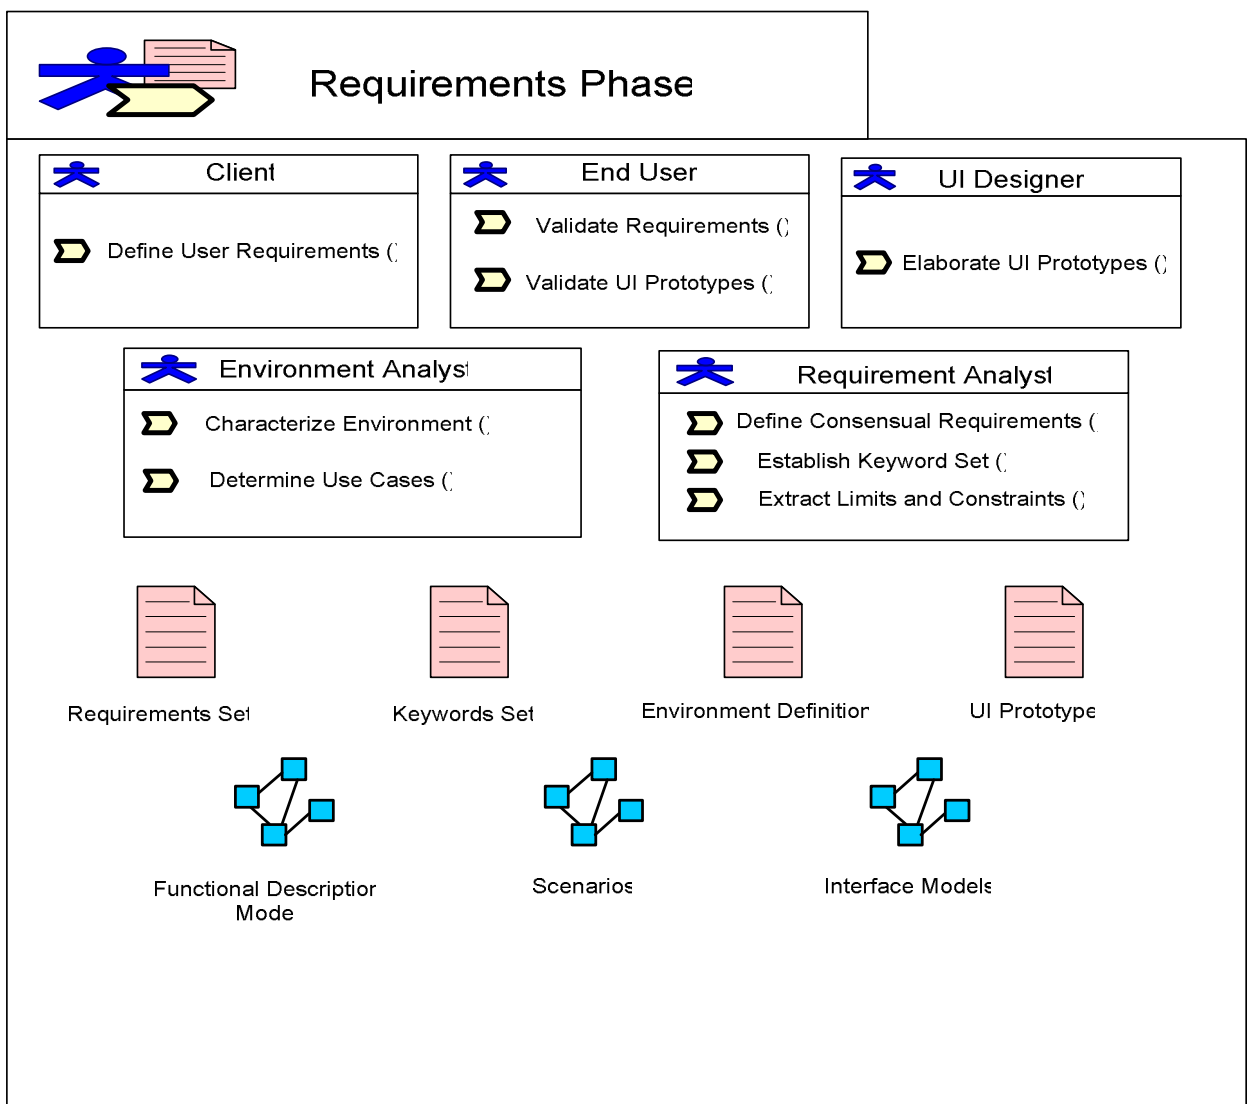 Requirements Phase
Client
Define User Requirements ()
End User
Validate Requirements ()
Validate UI Prototypes ()
UI Designer
Elaborate UI Prototypes ()
Environment Analyst
Characterize Environment ()
Determine Use Cases ()
Requirement Analyst
Define Consensual Requirements ()
Establish Keyword Set ()
Extract Limits and Constraints ()
Requirements Set
Keywords Set
Environment Definition
UI Prototype
Functional Description
Mode
Scenarios
Interface Models